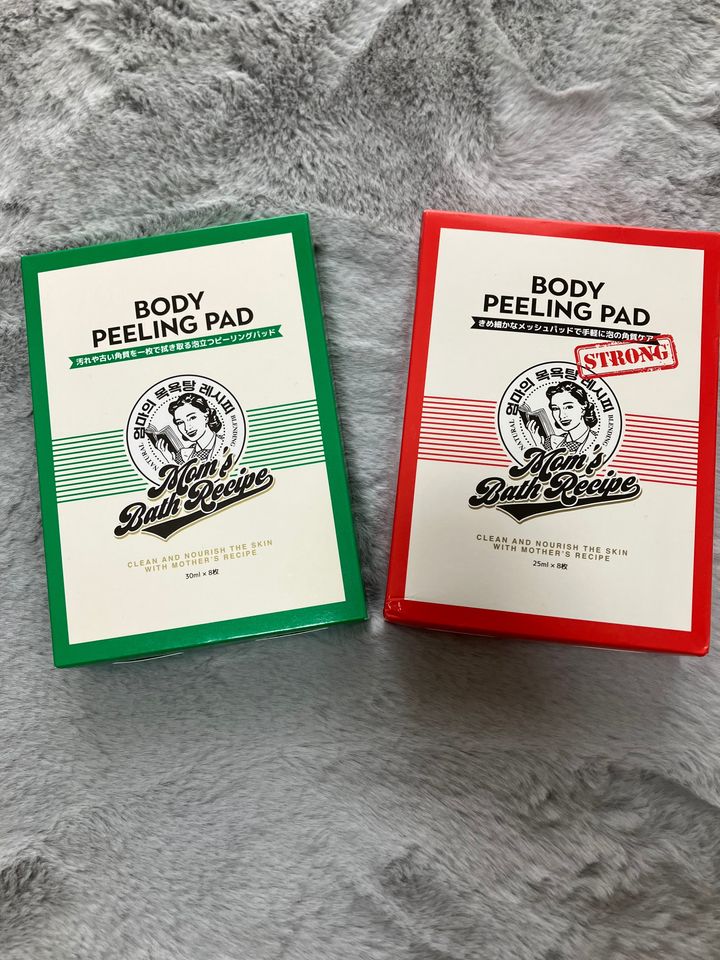 BODY
PEELING PAD
汚れや古い角質を一枚で拭き取る泡立つピーリングパッド
엄마의 목욕탕 레시피
NATURAL
BLENDING
Mom's
Bath Recipe
CLEAN AND NOURISH THE SKIN
WITH MOTHER'S RECIPE
30ml × 8枚
BODY
PEELING PAD
きめ細かなメッシュパッドで手軽に泡の角質ケア
STRONG
엄마의 목욕탕 레시피
NATURAL
BLENDING
Mom's
Bath Recipe
CLEAN AND NOURISH THE SKIN
WITH MOTHER'S RECIPE
25ml × 8枚